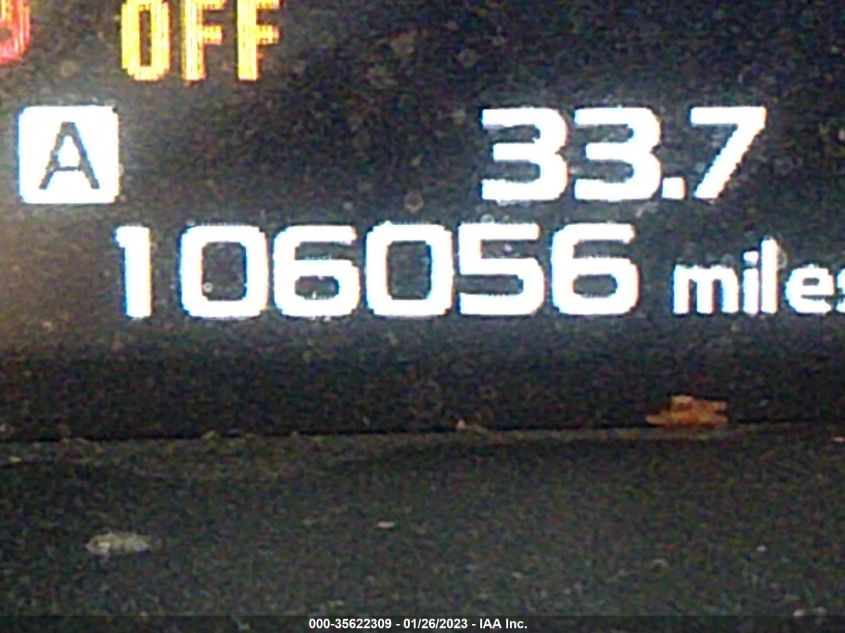 OFF
A 33.7
106056 miles
000-35622309 - 01/26/2023 - IAA Inc.